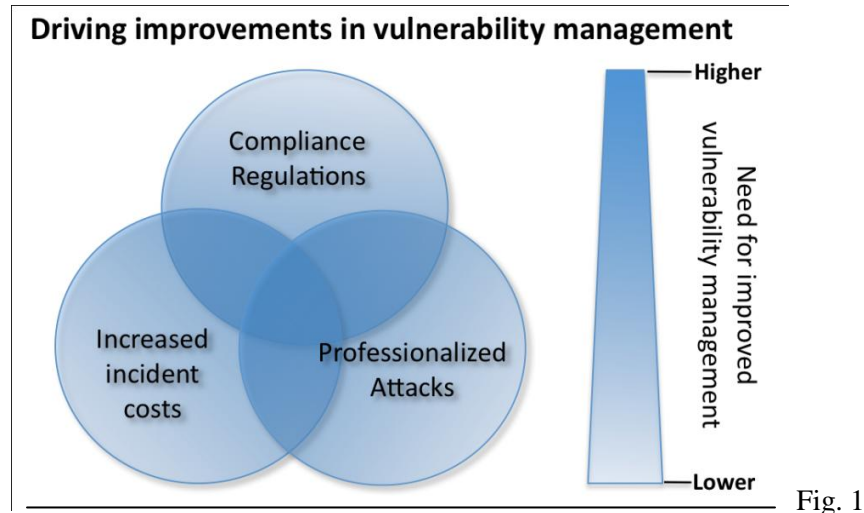 Driving improvements in vulnerability management
Compliance
Regulations
Increased
incident
costs
Professionalized
Attacks
Higher
Need for improved
vulnerability management
Lower
Fig. 1